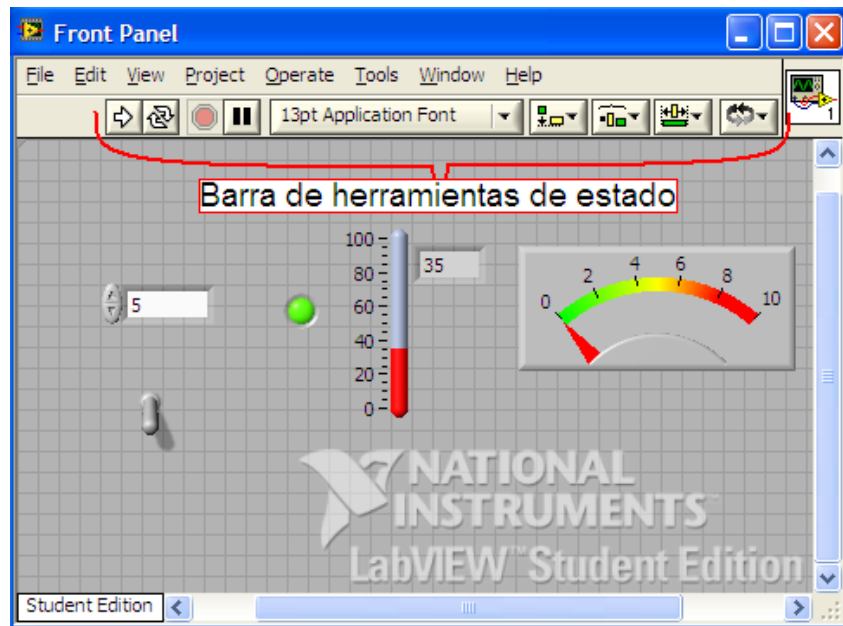 Front Panel
File Edit View Project Operate Tools Window Help
13pt Application Font
1
Barra de herramientas de estado
5
100
80
60
40
20
0
35
0 2 4 6 8 10
NATIONAL
INSTRUMENTS™
LabVIEW™ Student Edition
Student Edition